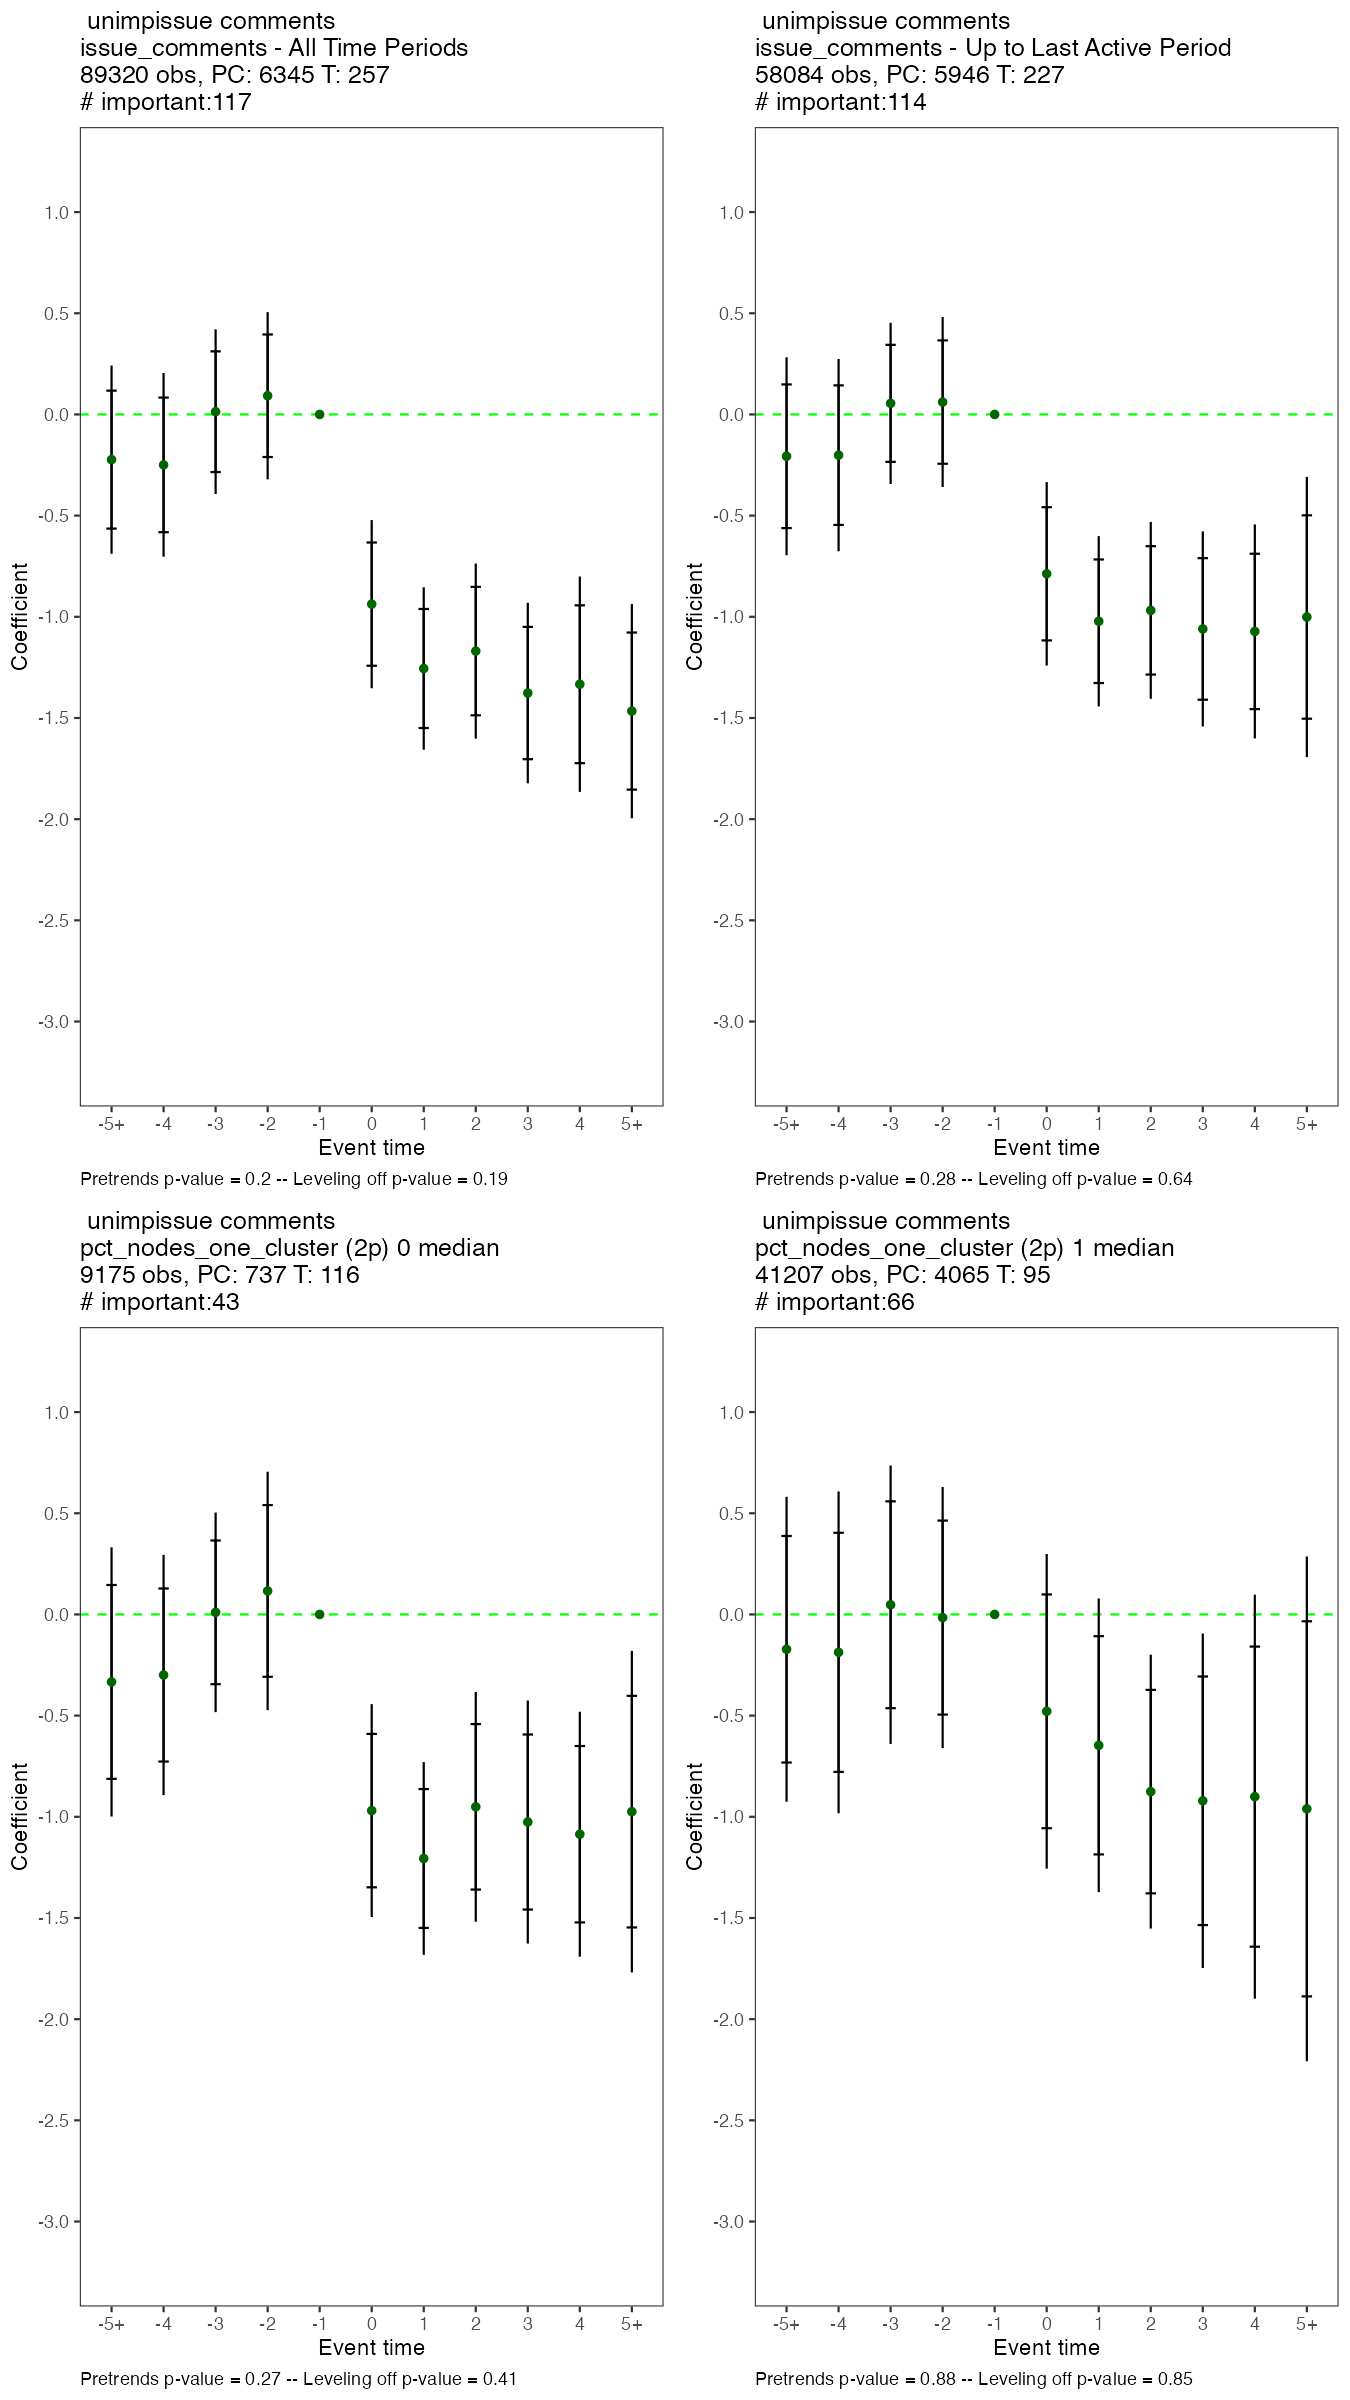 unimpissue comments
issue_comments - All Time Periods
89320 obs, PC: 6345 T: 257
# important:117
1.0
0.5
0.0
-0.5
-1.0
-1.5
-2.0
-2.5
-3.0
Coefficient
-5+ -4 -3 -2 -1 0 1 2 3 4 5+
Event time
Pretrends p-value = 0.2 -- Leveling off p-value = 0.19
unimpissue comments
issue_comments - Up to Last Active Period
58084 obs, PC: 5946 T: 227
# important:114
1.0
0.5
0.0
-0.5
-1.0
-1.5
-2.0
-2.5
-3.0
Coefficient
-5+ -4 -3 -2 -1 0 1 2 3 4 5+
Event time
Pretrends p-value = 0.28 -- Leveling off p-value = 0.64
unimpissue comments
pct_nodes_one_cluster (2p) 0 median
9175 obs, PC: 737 T: 116
# important:43
1.0
0.5
0.0
-0.5
-1.0
-1.5
-2.0
-2.5
-3.0
Coefficient
-5+ -4 -3 -2 -1 0 1 2 3 4 5+
Event time
Pretrends p-value = 0.27 -- Leveling off p-value = 0.41
unimpissue comments
pct_nodes_one_cluster (2p) 1 median
41207 obs, PC: 4065 T: 95
# important:66
1.0
0.5
0.0
-0.5
-1.0
-1.5
-2.0
-2.5
-3.0
Coefficient
-5+ -4 -3 -2 -1 0 1 2 3 4 5+
Event time
Pretrends p-value = 0.88 -- Leveling off p-value = 0.85